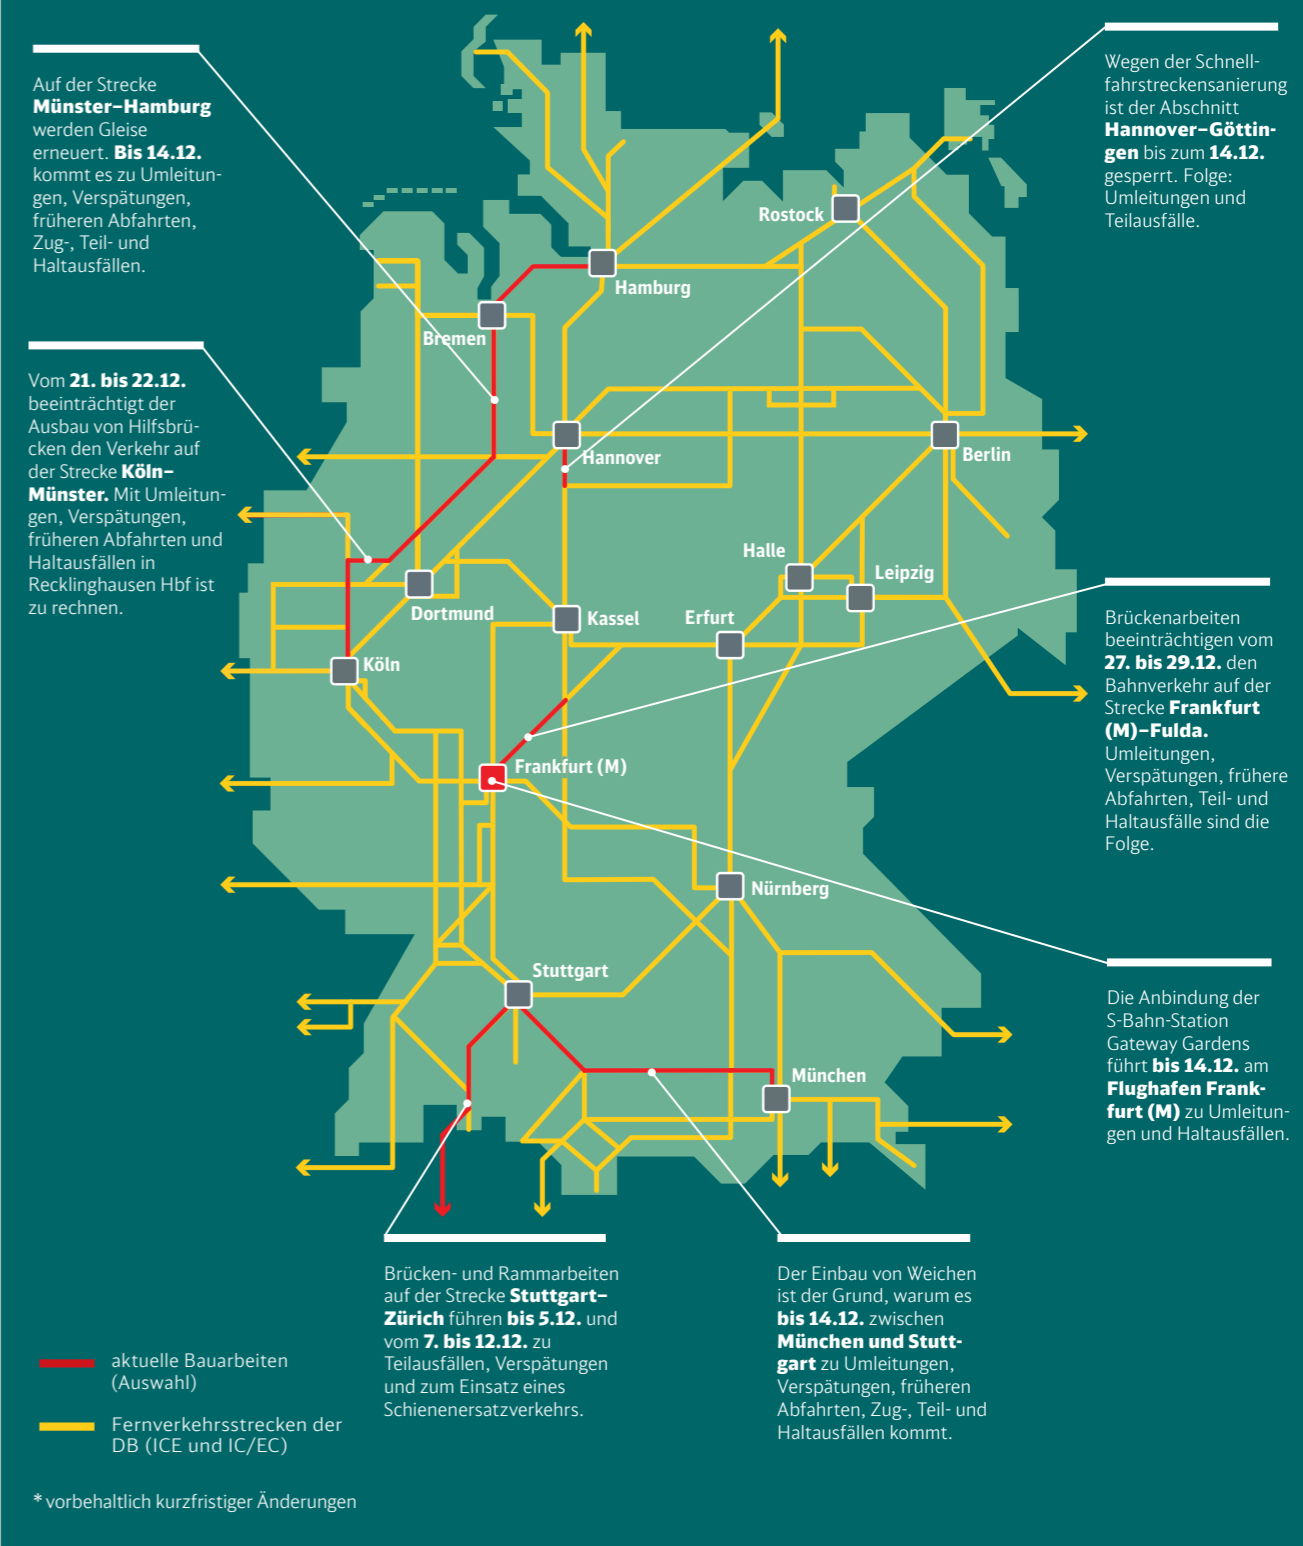 Auf der Strecke
Münster–Hamburg
werden Gleise
erneuert. Bis 14.12.
kommt es zu Umleitun-
gen, Verspätungen,
früheren Abfahrten,
Zug-, Teil- und
Haltausfällen.
Wegen der Schnell-
fahrstreckensanierung
ist der Abschnitt
Hannover–Göttin-
gen bis zum 14.12.
gesperrt. Folge:
Umleitungen und
Teilausfälle.
Vom 21. bis 22.12.
beeinträchtigt der
Ausbau von Hilfsbrü-
cken den Verkehr auf
der Strecke Köln–
Münster. Mit Umleitun-
gen, Verspätungen,
früheren Abfahrten und
Haltausfällen in
Recklinghausen Hbf ist
zu rechnen.
Rostock
Hamburg
Bremen
Hannover
Berlin
Halle
Leipzig
Dortmund
Kassel
Erfurt
Köln
Frankfurt (M)
Nürnberg
Stuttgart
München
Brückenarbeiten
beeinträchtigen vom
27. bis 29.12. den
Bahnverkehr auf der
Strecke Frankfurt
(M)–Fulda.
Umleitungen,
Verspätungen, frühere
Abfahrten, Teil- und
Haltausfälle sind die
Folge.
Die Anbindung der
S-Bahn-Station
Gateway Gardens
führt bis 14.12. am
Flughafen Frank-
furt (M) zu Umleitun-
gen und Haltausfällen.
Brücken- und Rammarbeiten
auf der Strecke Stuttgart–
Zürich führen bis 5.12. und
vom 7. bis 12.12. zu
Teilausfällen, Verspätungen
und zum Einsatz eines
Schienenersatzverkehrs.
Der Einbau von Weichen
ist der Grund, warum es
bis 14.12. zwischen
München und Stutt-
gart zu Umleitungen,
Verspätungen, früheren
Abfahrten, Zug-, Teil- und
Haltausfällen kommt.
aktuelle Bauarbeiten
(Auswahl)
Fernverkehrsstrecken der
DB (ICE und IC/EC)
* vorbehaltlich kurzfristiger Änderungen